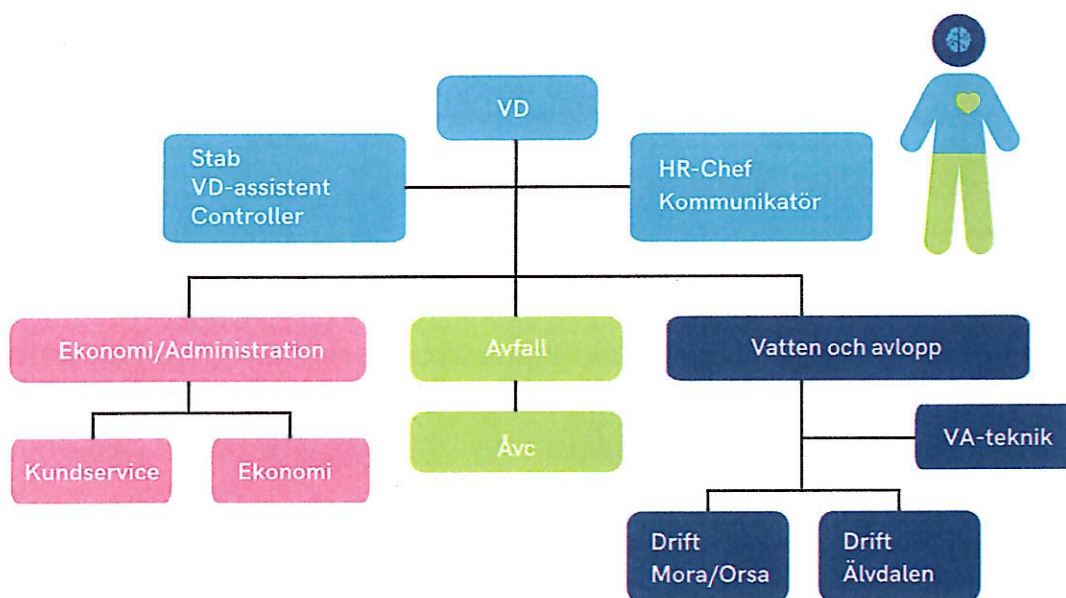 VD
Stab
VD-assistent
Controller
HR-Chef
Kommunikatör
Ekonomi/Administration
Avfall
Vatten och avlopp
Kundservice
Ekonomi
Åvc
VA-teknik
Drift
Mora/Orsa
Drift
Älvdalen